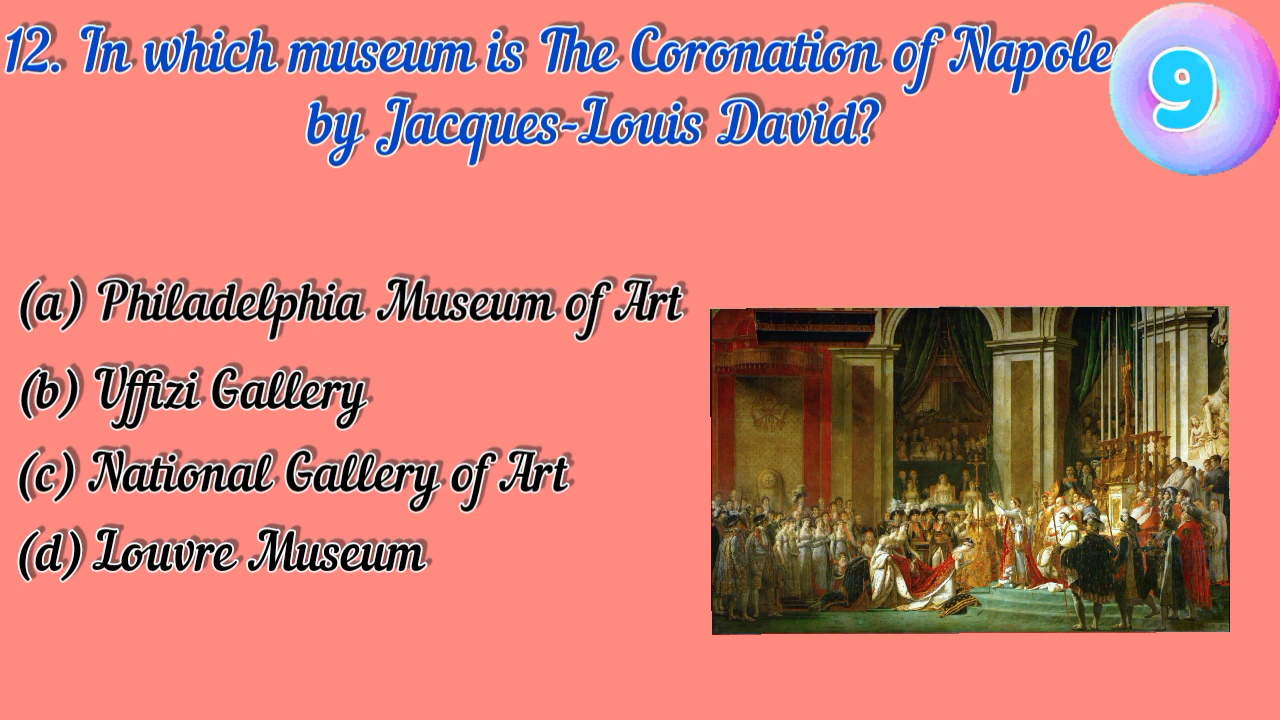 12. In which museum is The Coronation of Napole
9
by Jacques-Louis David?
(a) Philadelphia Museum of Art
(b) Uffizi Gallery
(c) National Gallery of Art
(d) Louvre Museum